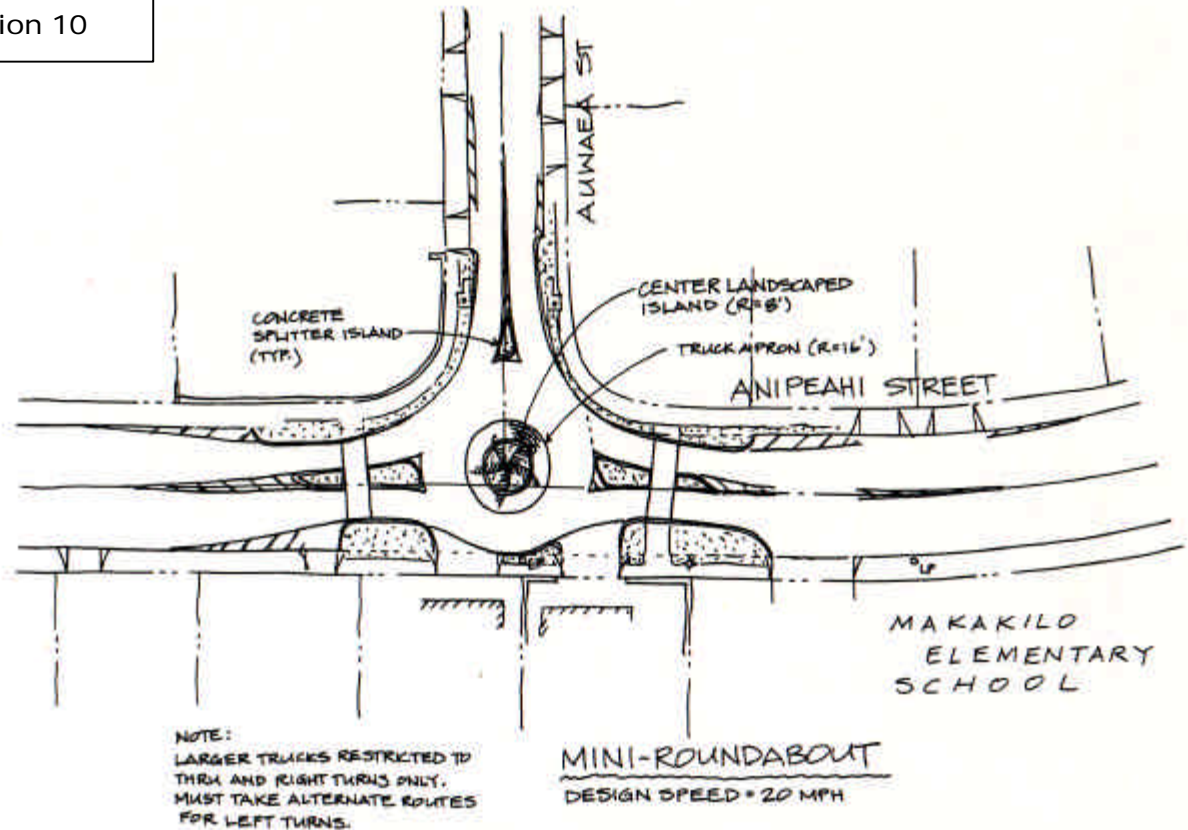 ion 10
AUWAEA ST
CONCRETE
SPLITTER ISLAND
(TYP.)
CENTER LANDSCAPED
ISLAND (R=8')
TRUCK APRON (R=16')
ANIPEAHI STREET
LP
MAKAKILO
ELEMENTARY
SCHOOL
NOTE:
LARGER TRUCKS RESTRICTED TO
THRU AND RIGHT TURNS ONLY.
MUST TAKE ALTERNATE ROUTES
FOR LEFT TURNS.
MINI-ROUNDABOUT
DESIGN SPEED = 20 MPH